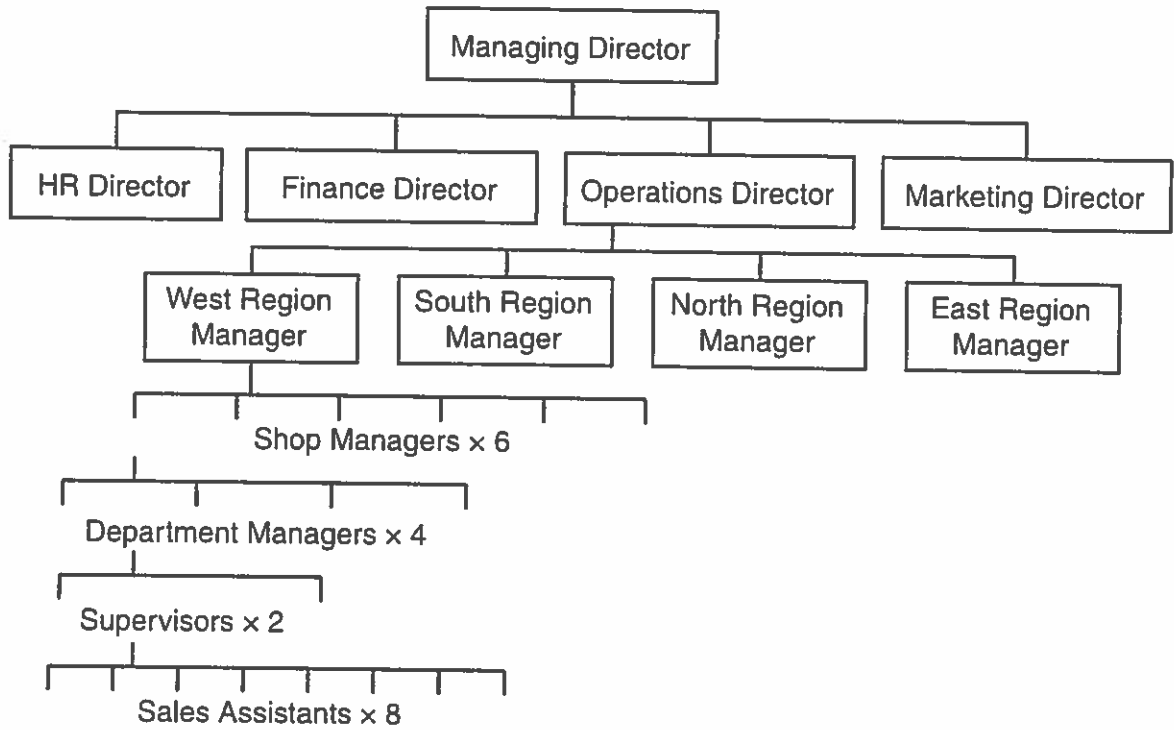 Managing Director
HR Director
Finance Director
Operations Director
Marketing Director
West Region
Manager
South Region
Manager
North Region
Manager
East Region
Manager
Shop Managers × 6
Department Managers × 4
Supervisors × 2
Sales Assistants × 8